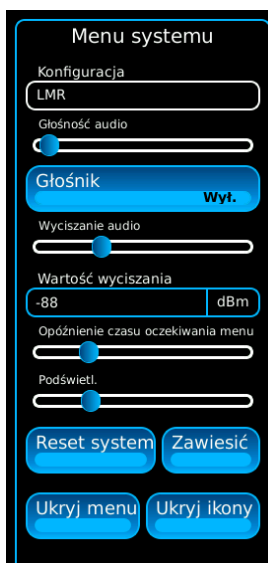 Menu systemu
Konfiguracja
LMR
Głośność audio
Głośnik
Wył.
Wyciszanie audio
Wartość wyciszania
-88 dBm
Opóźnienie czasu oczekiwania menu
Podświetl.
Reset system Zawiesić
Ukryj menu Ukryj ikony